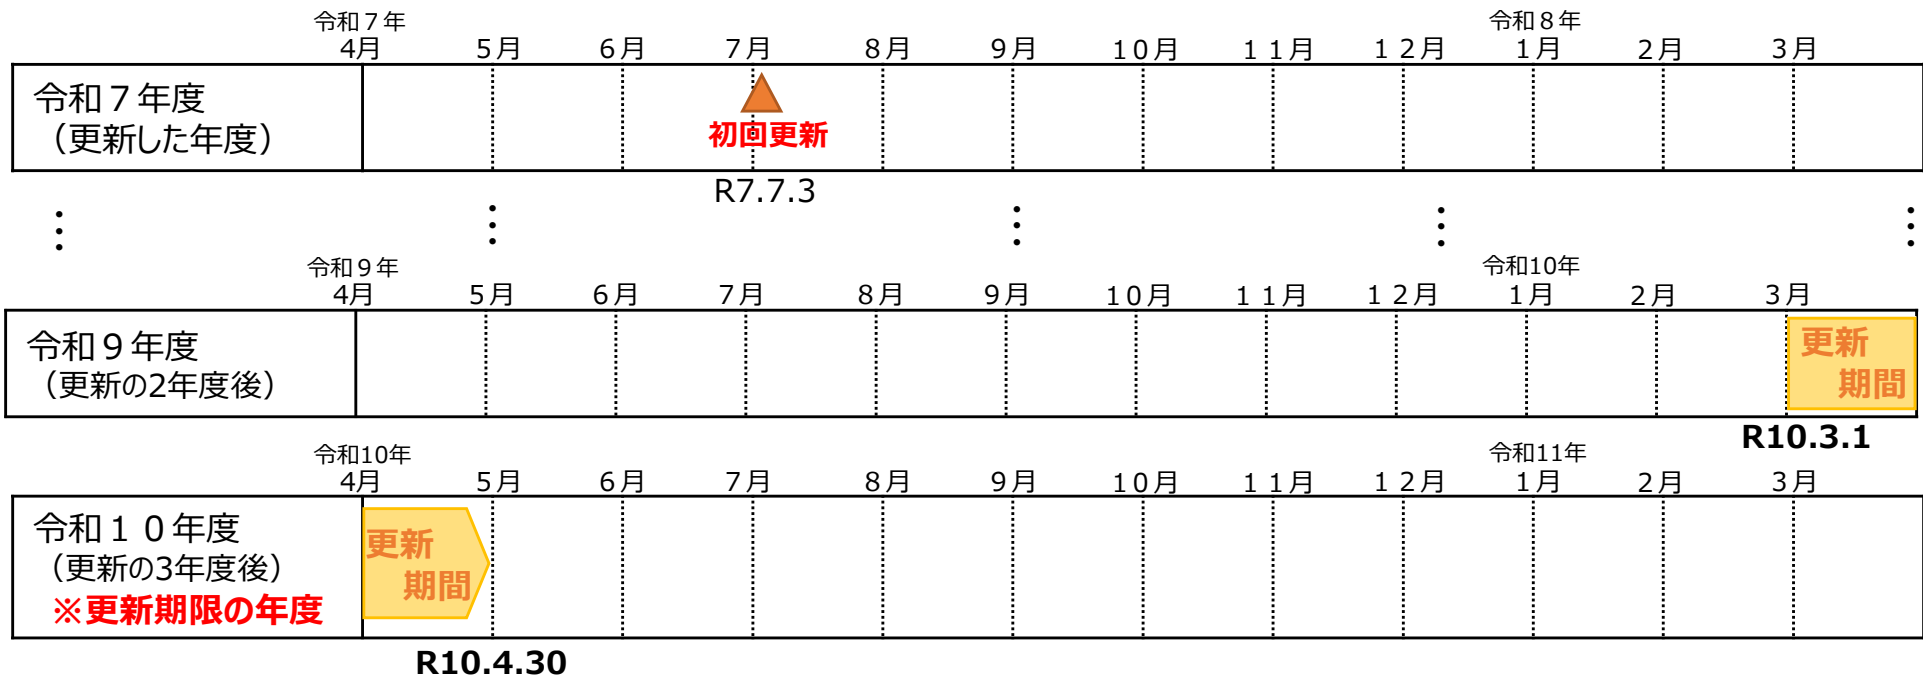 令和７年 令和８年
4月 5月 6月 7月 8月 9月 10月 11月 12月 1月 2月 3月
令和７年度
（更新した年度）
初回更新
R7.7.3
⋮ ⋮ ⋮ ⋮ ⋮
令和９年 令和10年
4月 5月 6月 7月 8月 9月 10月 11月 12月 1月 2月 3月
令和９年度
（更新の2年度後）
更新
期間
R10.3.1
令和10年 令和11年
4月 5月 6月 7月 8月 9月 10月 11月 12月 1月 2月 3月
令和１０年度
（更新の3年度後）
※更新期限の年度
更新
期間
R10.4.30